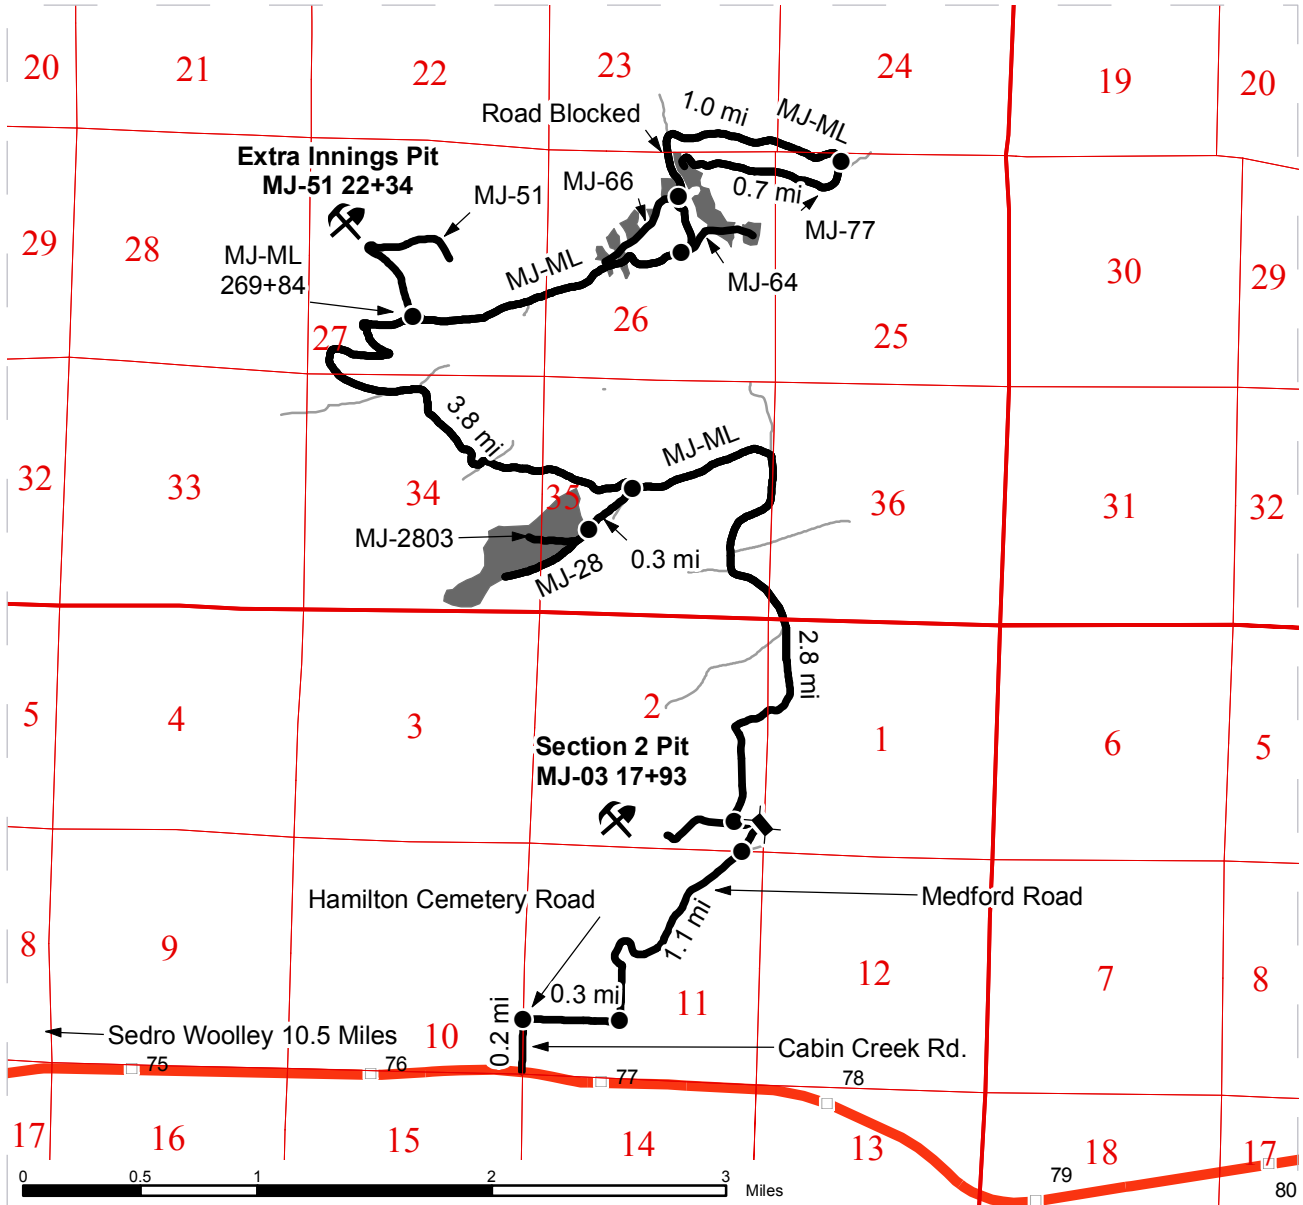 20
21
22
23
24
19
20
1.0 mi
MJ-ML
Road Blocked
Extra Innings Pit
MJ-51 22+34
MJ-66
MJ-51
0.7 mi
MJ-77
29
28
MJ-ML
269+84
MJ-ML
MJ-64
30
29
27
26
25
3.8 mi
MJ-ML
32
33
34
35
36
31
32
MJ-2803
MJ-28
0.3 mi
2.8 mi
5
4
3
2
1
6
5
Section 2 Pit
MJ-03 17+93
Hamilton Cemetery Road
Medford Road
1.1 mi
8
9
12
7
8
0.3 mi
11
0.2 mi
10
Sedro Woolley 10.5 Miles
Cabin Creek Rd.
75
76
77
78
17
16
15
14
13
18
17
79
80
0
0.5
1
2
3
Miles